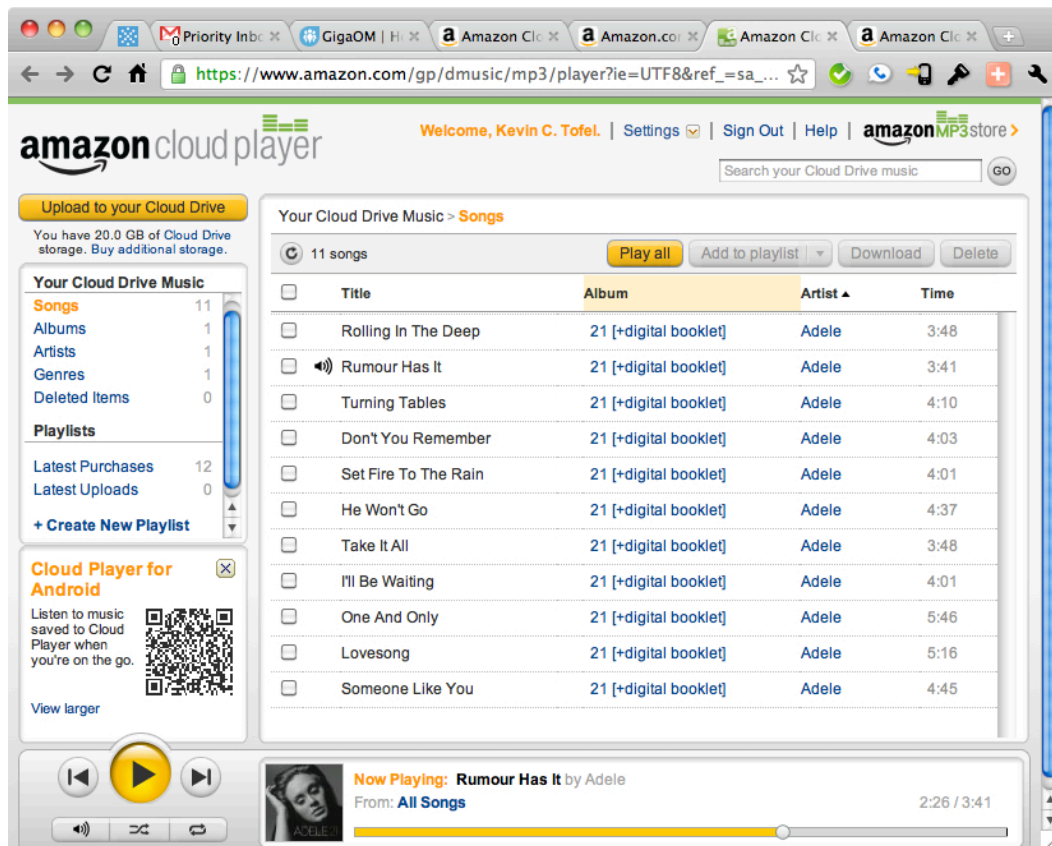 Priority Inbo
GigaOM | H
Amazon Clo
Amazon.co
Amazon Clo
Amazon Clo
https://www.amazon.com/gp/dmusic/mp3/player?ie=UTF8&ref_=sa_...
amazon cloud player
Welcome, Kevin C. Tofel. | Settings | Sign Out | Help | amazon MP3 store >
Search your Cloud Drive music GO
Upload to your Cloud Drive
You have 20.0 GB of Cloud Drive
storage. Buy additional storage.
Your Cloud Drive Music
Songs 11
Albums 1
Artists 1
Genres 1
Deleted Items 0
Playlists
Latest Purchases 12
Latest Uploads 0
+ Create New Playlist
Cloud Player for
Android
Listen to music
saved to Cloud
Player when
you're on the go.
View larger
Your Cloud Drive Music > Songs
11 songs Play all Add to playlist Download Delete
Title Album Artist Time
Rolling In The Deep 21 [+digital booklet] Adele 3:48
Rumour Has It 21 [+digital booklet] Adele 3:41
Turning Tables 21 [+digital booklet] Adele 4:10
Don't You Remember 21 [+digital booklet] Adele 4:03
Set Fire To The Rain 21 [+digital booklet] Adele 4:01
He Won't Go 21 [+digital booklet] Adele 4:37
Take It All 21 [+digital booklet] Adele 3:48
I'll Be Waiting 21 [+digital booklet] Adele 4:01
One And Only 21 [+digital booklet] Adele 5:46
Lovesong 21 [+digital booklet] Adele 5:16
Someone Like You 21 [+digital booklet] Adele 4:45
ADELE 21
Now Playing: Rumour Has It by Adele
From: All Songs
2:26 / 3:41